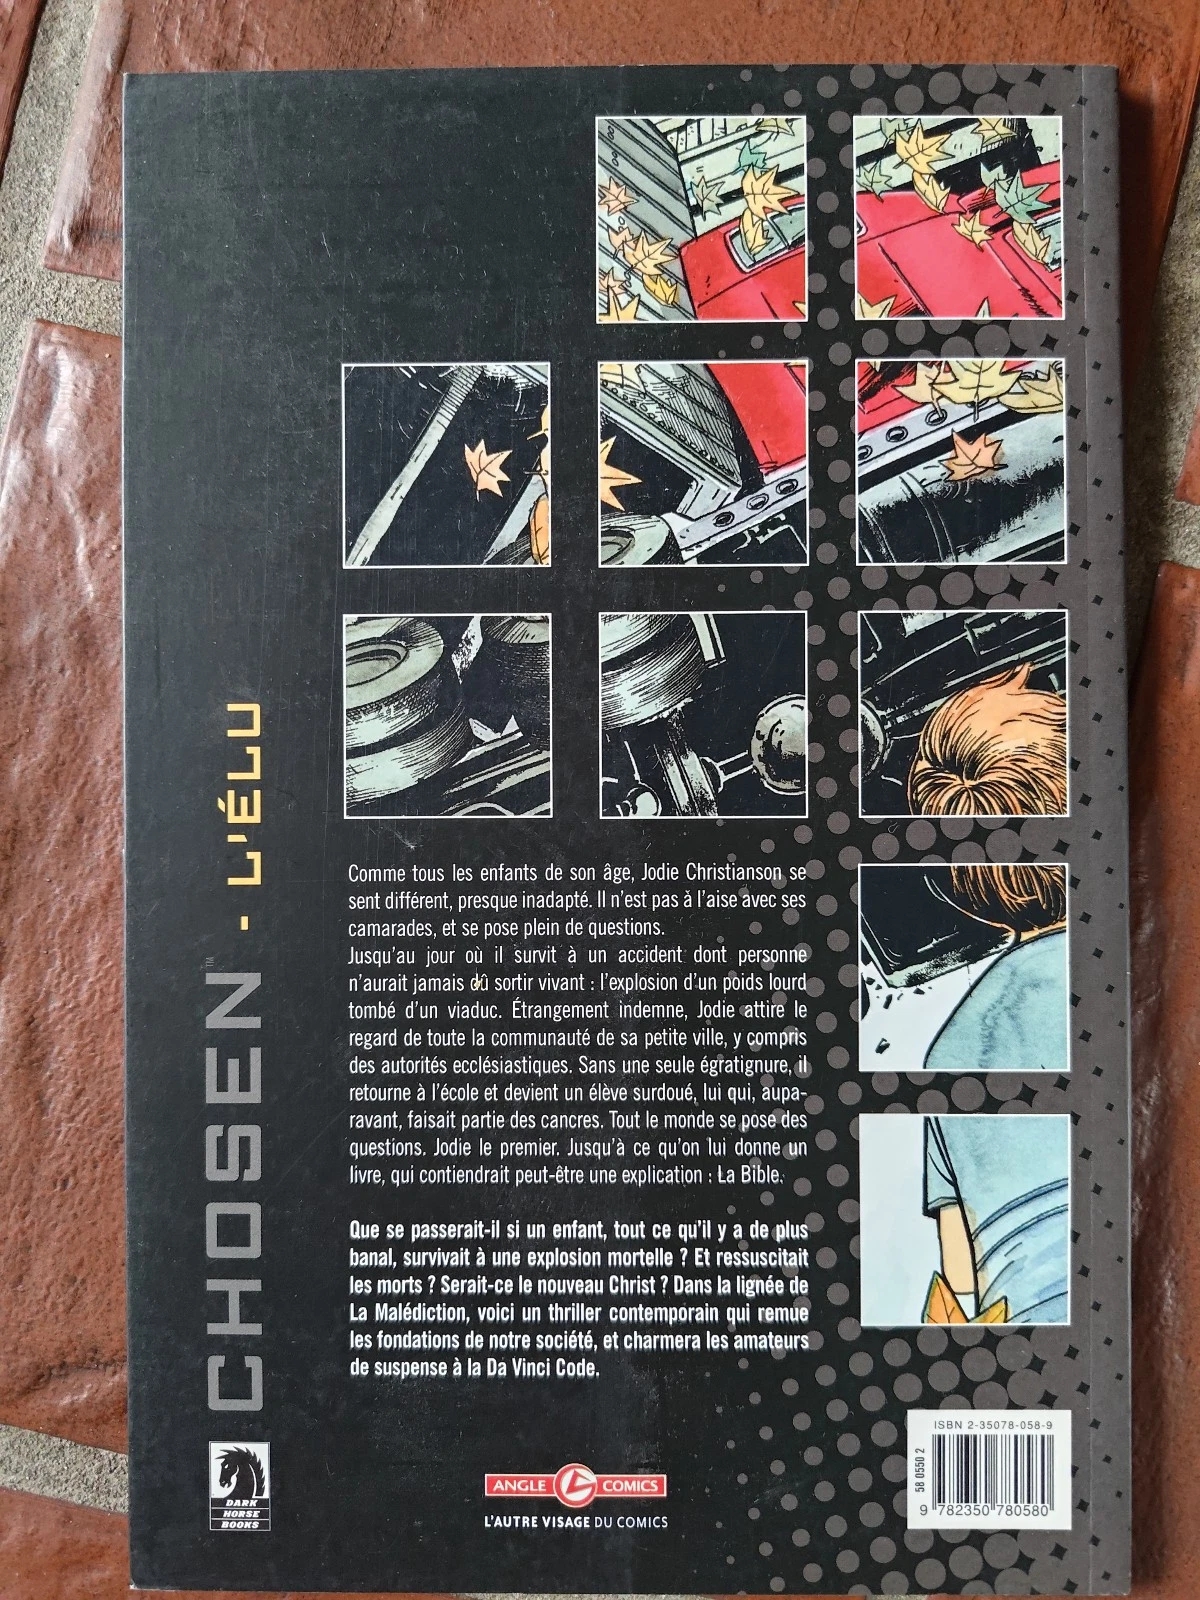 CHOSEN™ - L'ÉLU
Comme tous les enfants de son âge, Jodie Christianson se
sent différent, presque inadapté. Il n'est pas à l'aise avec ses
camarades, et se pose plein de questions.
Jusqu'au jour où il survit à un accident dont personne
n'aurait jamais dû sortir vivant : l'explosion d'un poids lourd
tombé d'un viaduc. Étrangement indemne, Jodie attire le
regard de toute la communauté de sa petite ville, y compris
des autorités ecclésiastiques. Sans une seule égratignure, il
retourne à l'école et devient un élève surdoué, lui qui, aupa-
ravant, faisait partie des cancres. Tout le monde se pose des
questions. Jodie le premier. Jusqu'à ce qu'on lui donne un
livre, qui contiendrait peut-être une explication : La Bible.
Que se passerait-il si un enfant, tout ce qu'il y a de plus
banal, survivait à une explosion mortelle ? Et ressuscitait
les morts ? Serait-ce le nouveau Christ ? Dans la lignée de
La Malédiction, voici un thriller contemporain qui remue
les fondations de notre société, et charmera les amateurs
de suspense à la Da Vinci Code.
DARK
HORSE
BOOKS
ANGLE COMICS
L'AUTRE VISAGE DU COMICS
ISBN 2-35078-058-9
58 0550 2
9 782350 780580